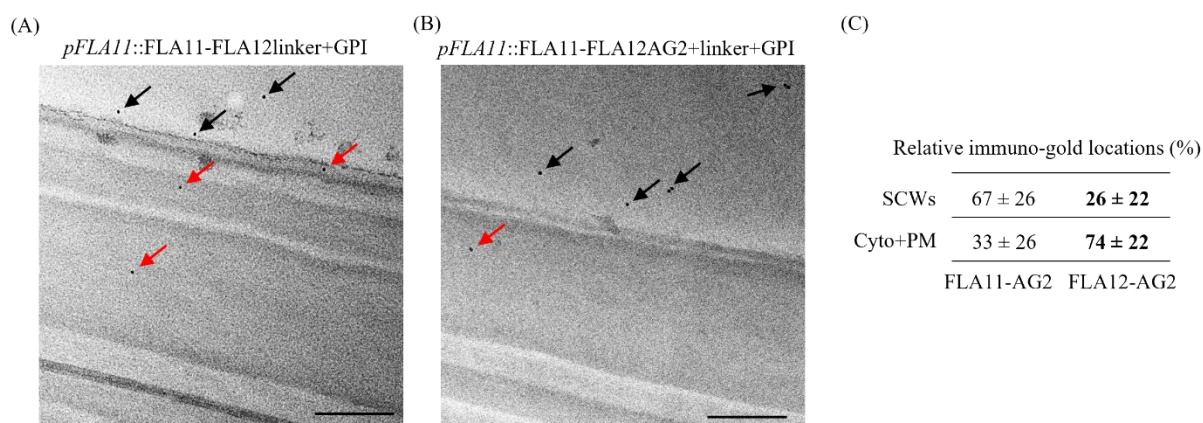 (A)
pFLA11::FLA11-FLA12linker+GPI
(B)
pFLA11::FLA11-FLA12AG2+linker+GPI
(C)
Relative immuno-gold locations (%)
SCWs 67 ± 26 26 ± 22
Cyto+PM 33 ± 26 74 ± 22
FLA11-AG2 FLA12-AG2